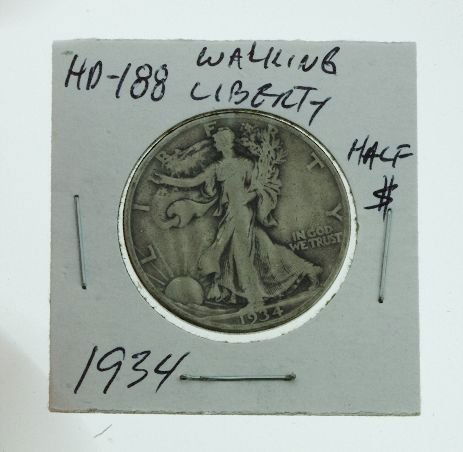 HD-188 WALKING
LIBERTY
HALF
$
LIBERTY
IN GOD
WE TRUST
1934
1934